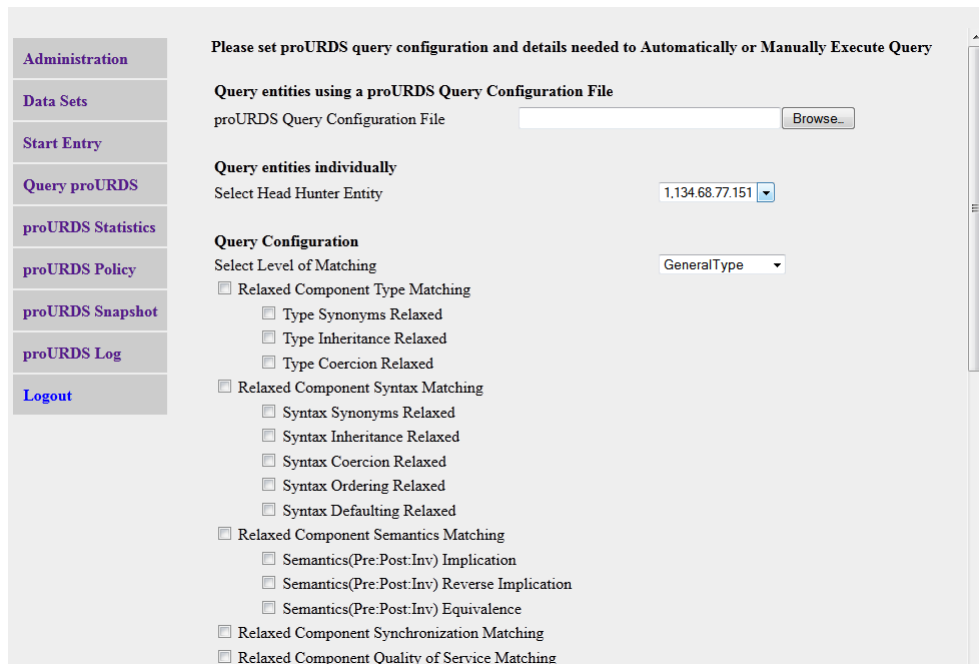 Administration
Data Sets
Start Entry
Query proURDS
proURDS Statistics
proURDS Policy
proURDS Snapshot
proURDS Log
Logout
Please set proURDS query configuration and details needed to Automatically or Manually Execute Query
Query entities using a proURDS Query Configuration File
proURDS Query Configuration File Browse...
Query entities individually
Select Head Hunter Entity 1,134.68.77.151
Query Configuration
Select Level of Matching GeneralType
Relaxed Component Type Matching
Type Synonyms Relaxed
Type Inheritance Relaxed
Type Coercion Relaxed
Relaxed Component Syntax Matching
Syntax Synonyms Relaxed
Syntax Inheritance Relaxed
Syntax Coercion Relaxed
Syntax Ordering Relaxed
Syntax Defaulting Relaxed
Relaxed Component Semantics Matching
Semantics(Pre:Post:Inv) Implication
Semantics(Pre:Post:Inv) Reverse Implication
Semantics(Pre:Post:Inv) Equivalence
Relaxed Component Synchronization Matching
Relaxed Component Quality of Service Matching